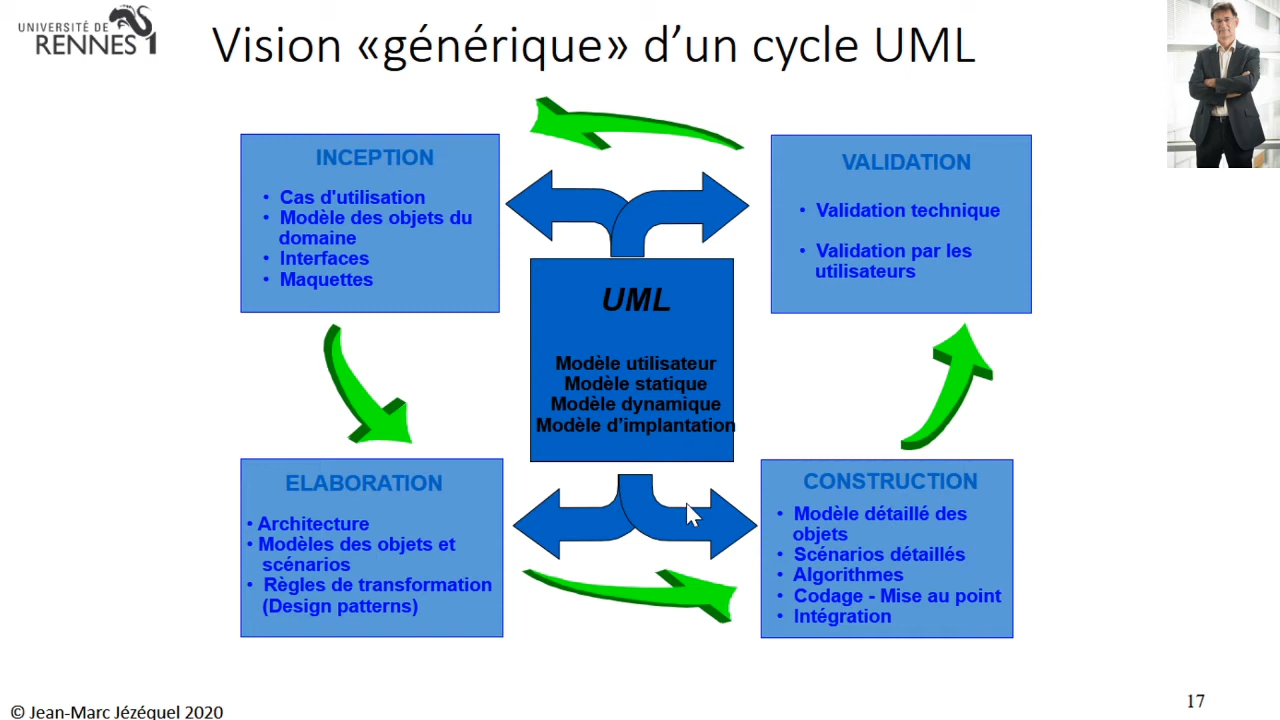 UNIVERSITÉ DE
RENNES 1
Vision «générique» d’un cycle UML
INCEPTION
• Cas d'utilisation
• Modèle des objets du
domaine
• Interfaces
• Maquettes
VALIDATION
• Validation technique
• Validation par les
utilisateurs
UML
Modèle utilisateur
Modèle statique
Modèle dynamique
Modèle d’implantation
ELABORATION
• Architecture
• Modèles des objets et
scénarios
• Règles de transformation
(Design patterns)
CONSTRUCTION
• Modèle détaillé des
objets
• Scénarios détaillés
• Algorithmes
• Codage - Mise au point
• Intégration
© Jean-Marc Jézéquel 2020
17